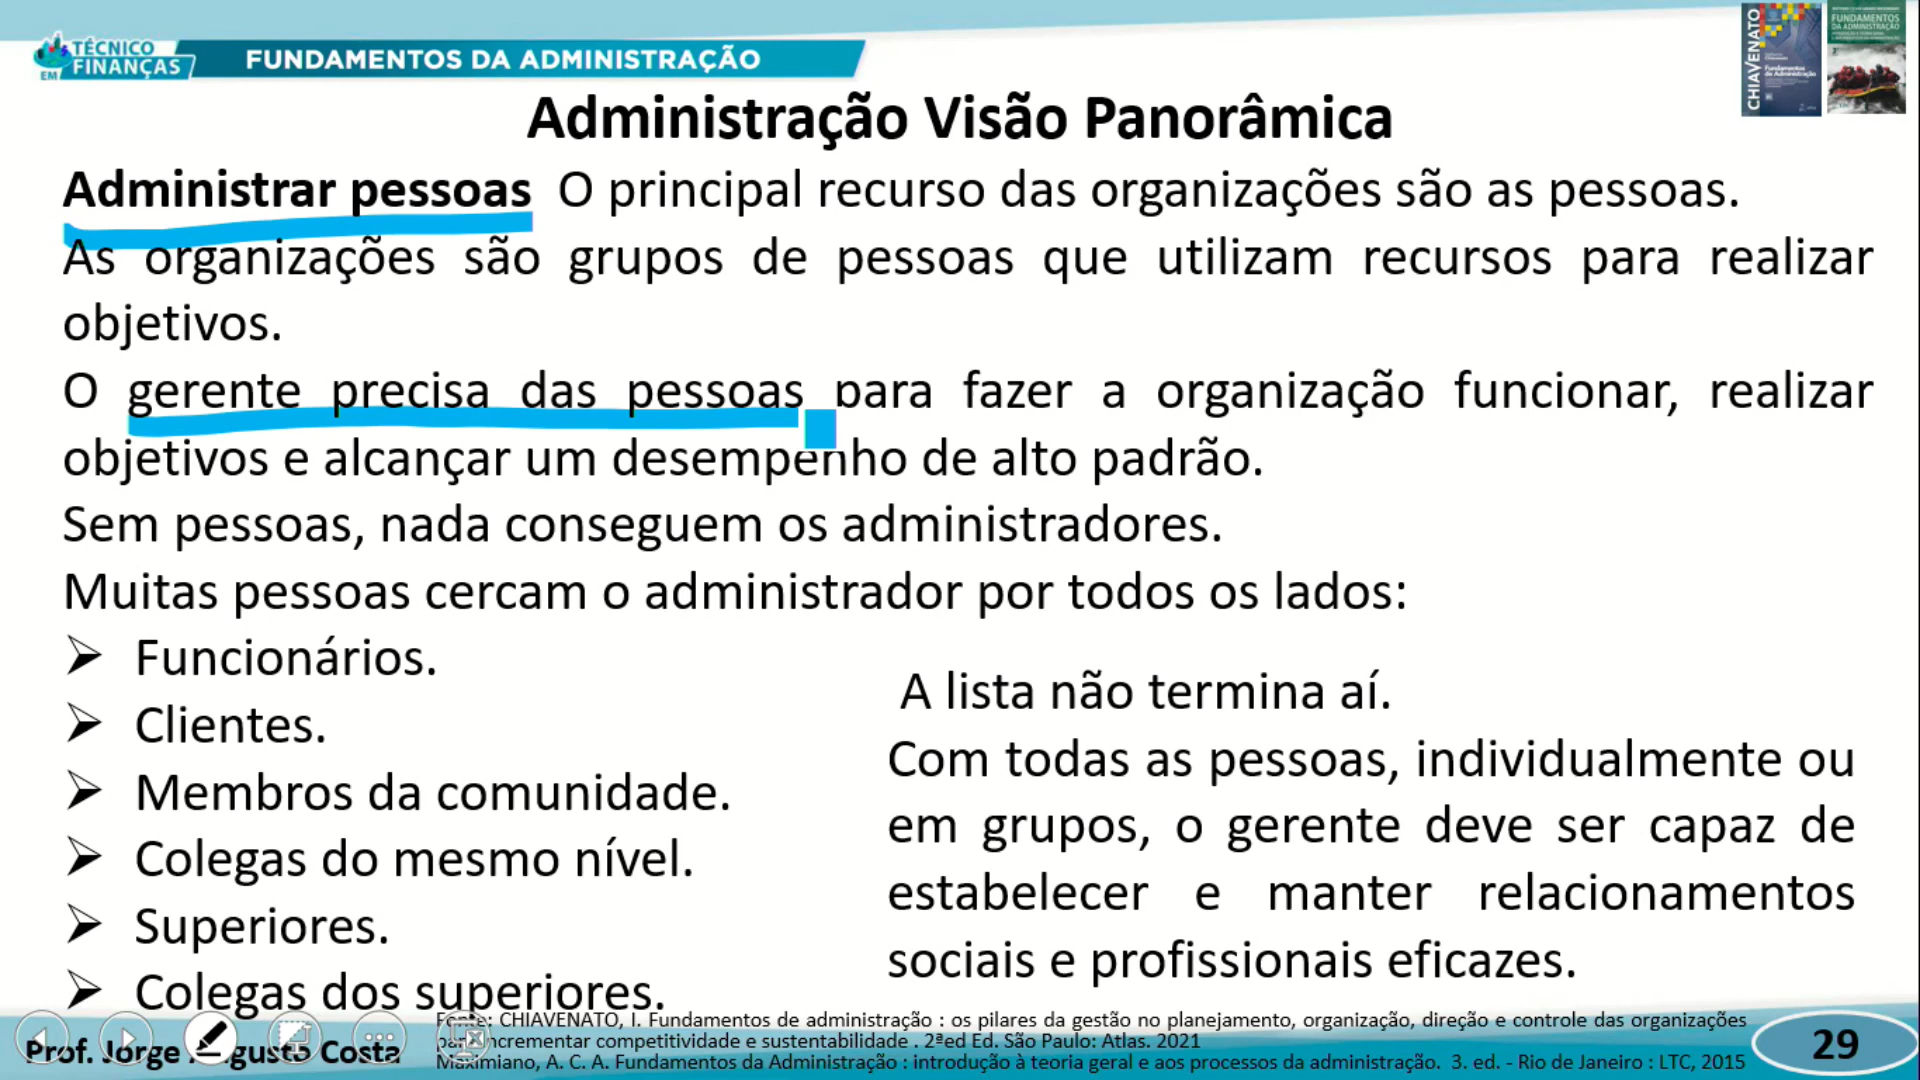 TÉCNICO
EM FINANÇAS
FUNDAMENTOS DA ADMINISTRAÇÃO
CHIAVENATO
Fundamentos
de Administração
FUNDAMENTOS
DA ADMINISTRAÇÃO
Administração Visão Panorâmica
Administrar pessoas O principal recurso das organizações são as pessoas.
As organizações são grupos de pessoas que utilizam recursos para realizar
objetivos.
O gerente precisa das pessoas para fazer a organização funcionar, realizar
objetivos e alcançar um desempenho de alto padrão.
Sem pessoas, nada conseguem os administradores.
Muitas pessoas cercam o administrador por todos os lados:
➢ Funcionários.
➢ Clientes.
➢ Membros da comunidade.
➢ Colegas do mesmo nível.
➢ Superiores.
➢ Colegas dos superiores.
A lista não termina aí.
Com todas as pessoas, individualmente ou
em grupos, o gerente deve ser capaz de
estabelecer e manter relacionamentos
sociais e profissionais eficazes.
Prof. Jorge Augusto Costa
Fonte: CHIAVENATO, I. Fundamentos de administração : os pilares da gestão no planejamento, organização, direção e controle das organizações
para incrementar competitividade e sustentabilidade . 2ªed Ed. São Paulo: Atlas. 2021
Maximiano, A. C. A. Fundamentos da Administração : introdução à teoria geral e aos processos da administração. 3. ed. - Rio de Janeiro : LTC, 2015
29